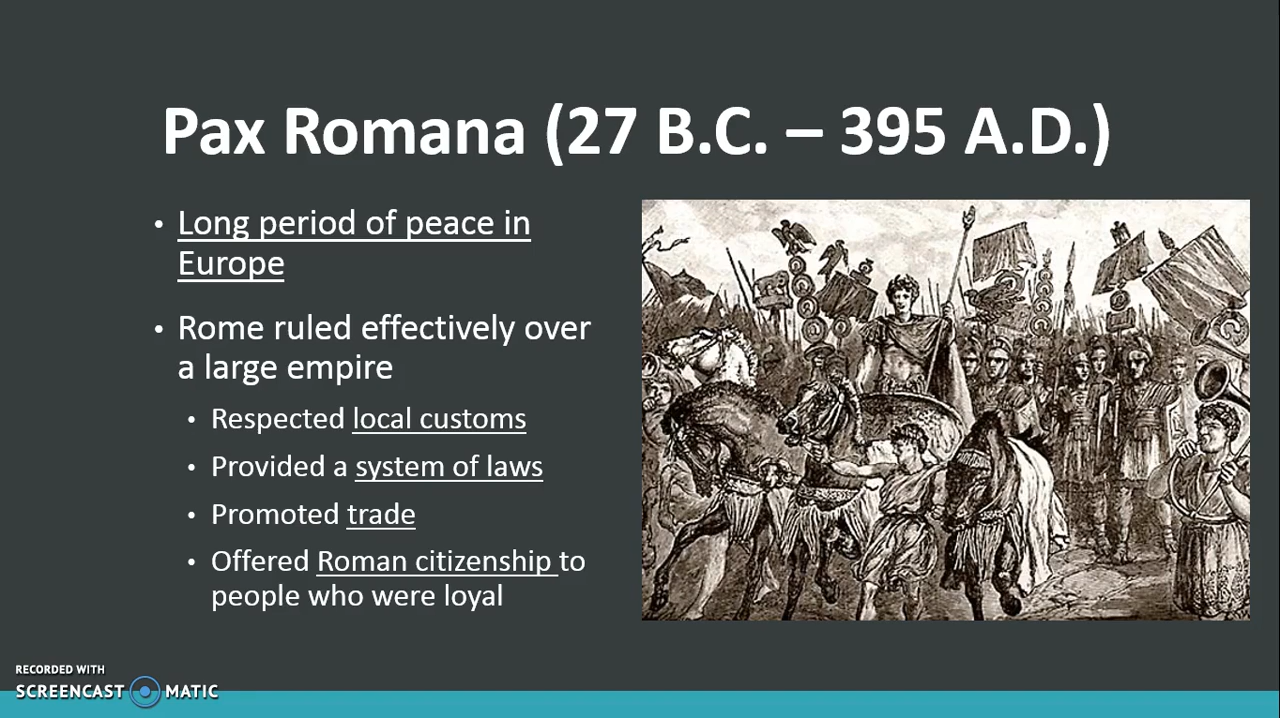 Pax Romana (27 B.C. – 395 A.D.)
• Long period of peace in
Europe
• Rome ruled effectively over
a large empire
• Respected local customs
• Provided a system of laws
• Promoted trade
• Offered Roman citizenship to
people who were loyal
RECORDED WITH
SCREENCAST MATIC